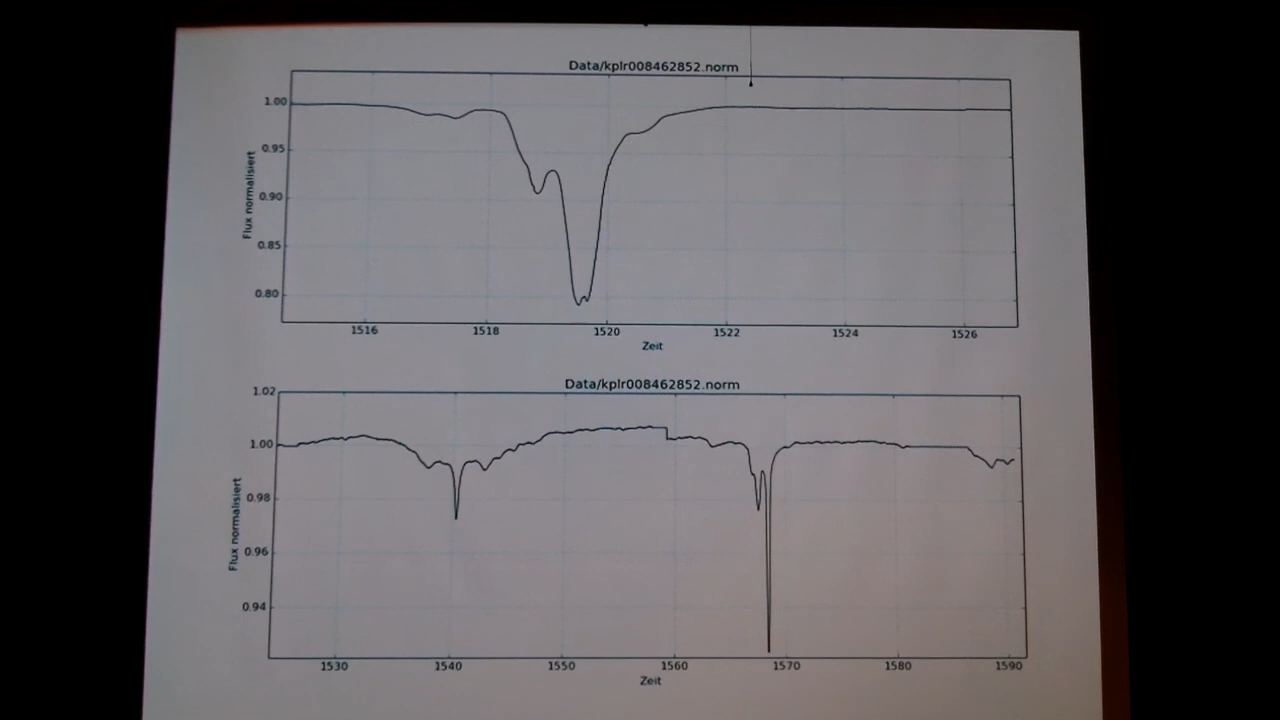 Data/kplr008462852.norm
1.00
0.95
0.90
0.85
0.80
Flux normalisiert
1516 1518 1520 1522 1524 1526
Zeit
Data/kplr008462852.norm
1.02
1.00
0.98
0.96
0.94
Flux normalisiert
1530 1540 1550 1560 1570 1580 1590
Zeit